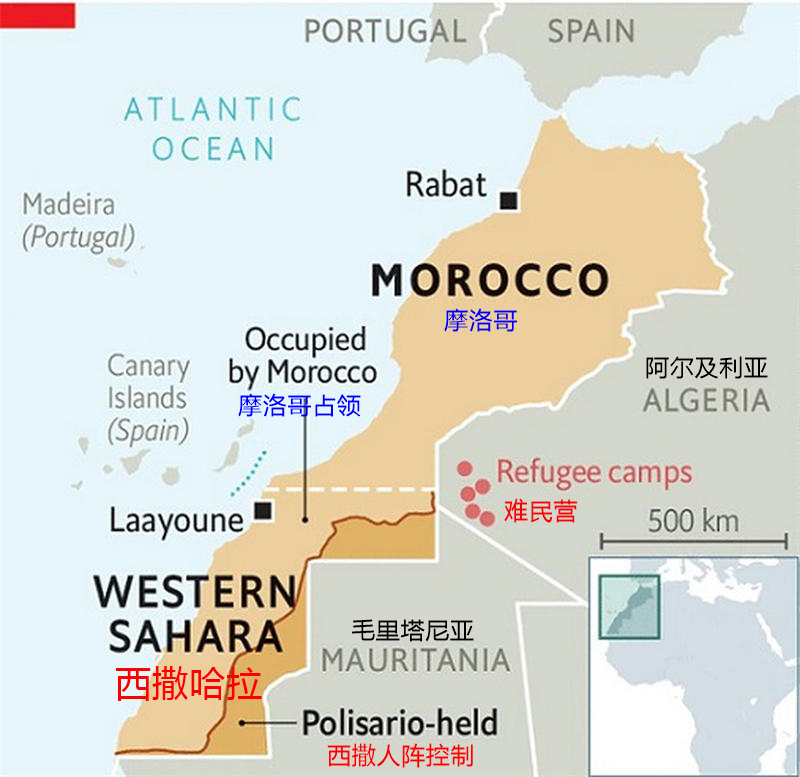 PORTUGAL
SPAIN
ATLANTIC
OCEAN
Rabat
Madeira
(Portugal)
MOROCCO
摩洛哥
Occupied
by Morocco
摩洛哥占领
Canary
Islands
(Spain)
阿尔及利亚
ALGERIA
Refugee camps
难民营
Laayoune
500 km
WESTERN
SAHARA
西撒哈拉
毛里塔尼亚
MAURITANIA
Polisario-held
西撒人阵控制